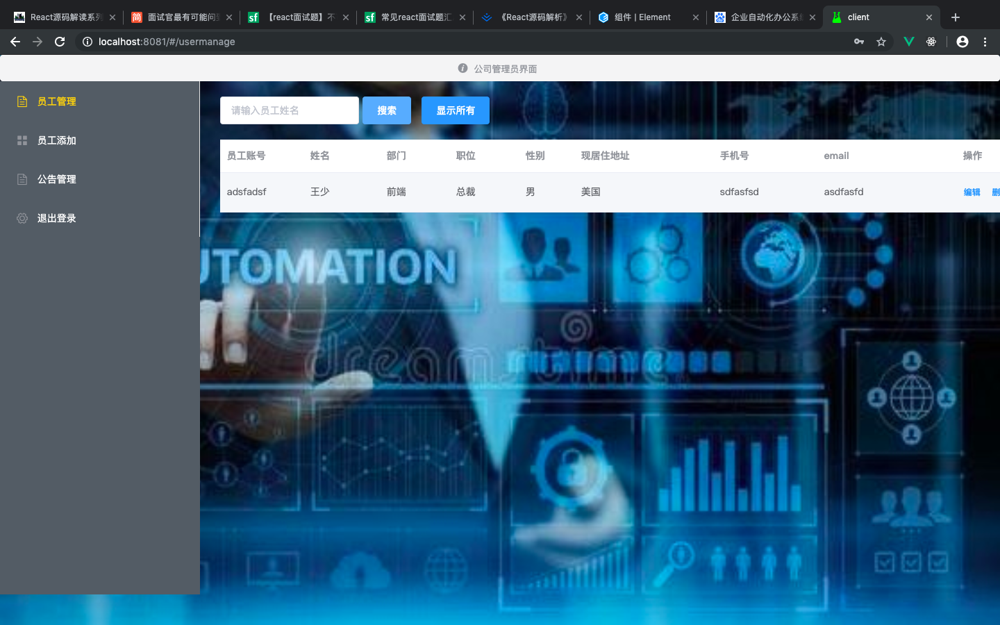 React源码解读系列
面试官最有可能问
【react面试题】不
常见react面试题汇
《React源码解析》
组件 | Element
企业自动化办公系
client
localhost:8081/#/usermanage
公司管理员界面
员工管理
员工添加
公告管理
退出登录
请输入员工姓名
搜索
显示所有
员工账号 姓名 部门 职位 性别 现居住地址 手机号 email 操作
adsfadsf 王少 前端 总裁 男 美国 sdfasfsd asdfasfd 编辑 删
UTOMATION
dreamstime